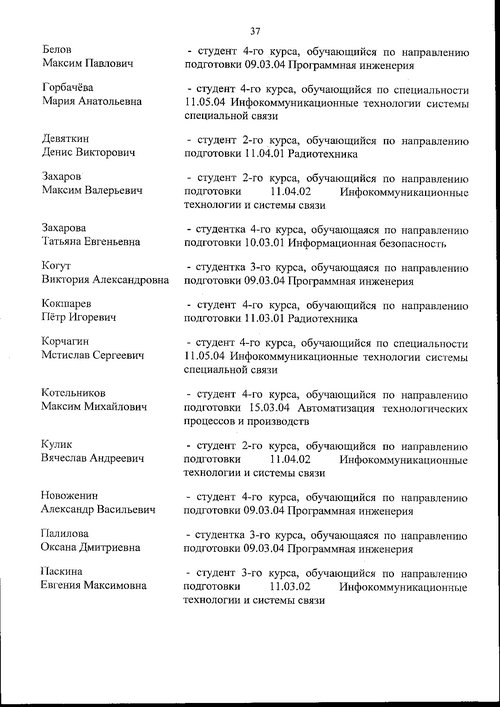 37
Белов
Максим Павлович
- студент 4-го курса, обучающийся по направлению
подготовки 09.03.04 Программная инженерия
Горбачёва
Мария Анатольевна
- студент 4-го курса, обучающийся по специальности
11.05.04 Инфокоммуникационные технологии системы
специальной связи
Девяткин
Денис Викторович
- студент 2-го курса, обучающийся по направлению
подготовки 11.04.01 Радиотехника
Захаров
Максим Валерьевич
- студент 2-го курса, обучающийся по направлению
подготовки 11.04.02 Инфокоммуникационные
технологии и системы связи
Захарова
Татьяна Евгеньевна
- студентка 4-го курса, обучающаяся по направлению
подготовки 10.03.01 Информационная безопасность
Когут
Виктория Александровна
- студентка 3-го курса, обучающаяся по направлению
подготовки 09.03.04 Программная инженерия
Кокшарев
Пётр Игоревич
- студент 4-го курса, обучающийся по направлению
подготовки 11.03.01 Радиотехника
Корчагин
Мстислав Сергеевич
- студент 4-го курса, обучающийся по специальности
11.05.04 Инфокоммуникационные технологии системы
специальной связи
Котельников
Максим Михайлович
- студент 4-го курса, обучающийся по направлению
подготовки 15.03.04 Автоматизация технологических
процессов и производств
Кулик
Вячеслав Андреевич
- студент 2-го курса, обучающийся по направлению
подготовки 11.04.02 Инфокоммуникационные
технологии и системы связи
Новоженин
Александр Васильевич
- студент 4-го курса, обучающийся по направлению
подготовки 09.03.04 Программная инженерия
Палилова
Оксана Дмитриевна
- студентка 3-го курса, обучающаяся по направлению
подготовки 09.03.04 Программная инженерия
Паскина
Евгения Максимовна
- студент 3-го курса, обучающийся по направлению
подготовки 11.03.02 Инфокоммуникационные
технологии и системы связи